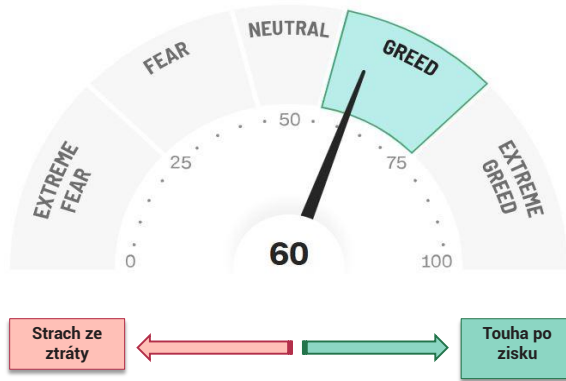 EXTREME
FEAR
FEAR
NEUTRAL
GREED
EXTREME
GREED
0
25
50
75
100
60
Strach ze
ztráty
Touha po
zisku